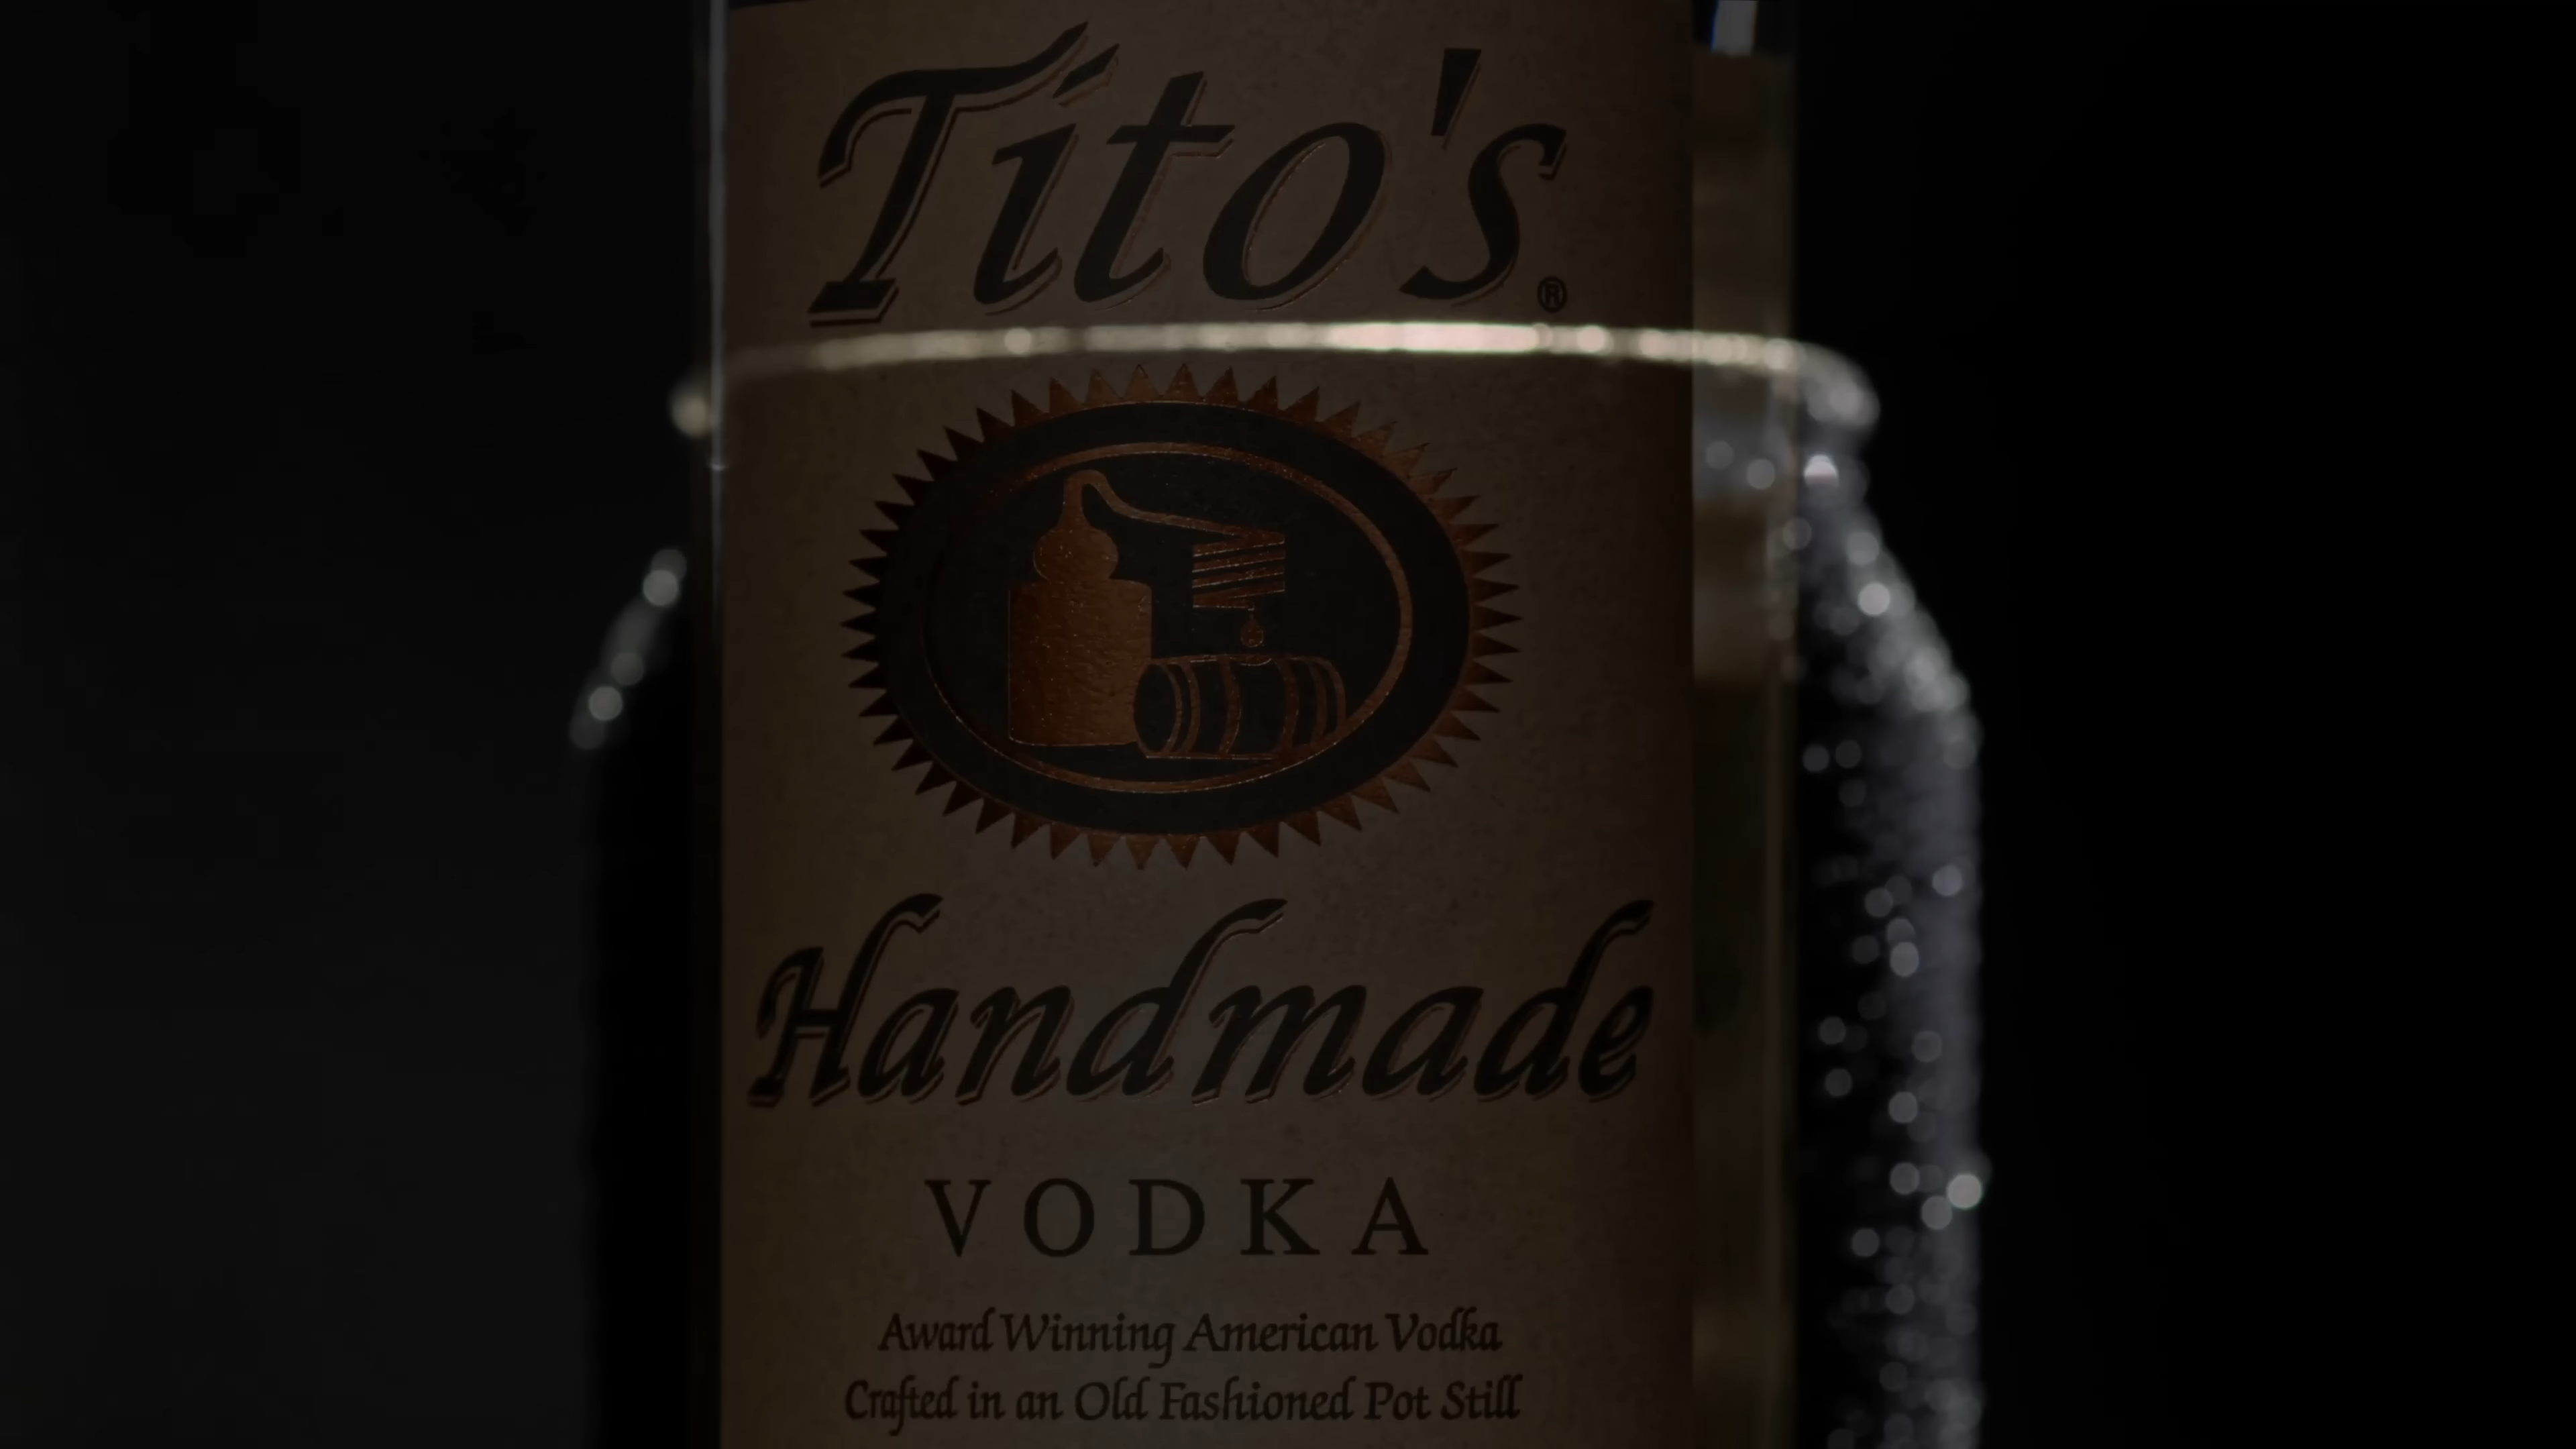 Tito's®
Handmade
VODKA
Award Winning American Vodka
Crafted in an Old Fashioned Pot Still